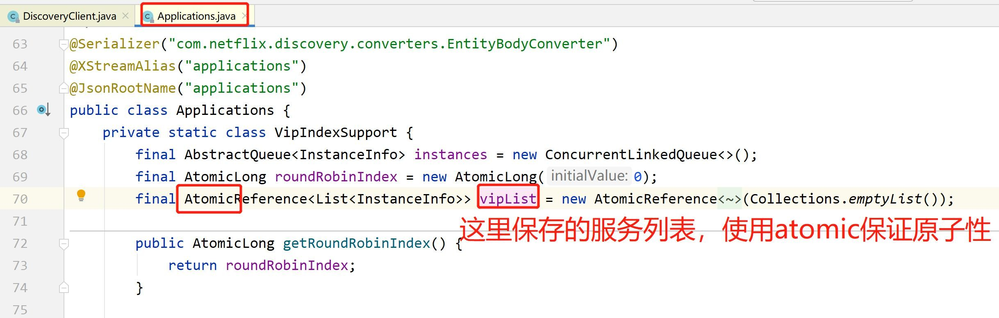 DiscoveryClient.java Applications.java
63 @Serializer("com.netflix.discovery.converters.EntityBodyConverter")
64 @XStreamAlias("applications")
65 @JsonRootName("applications")
66 public class Applications {
67 private static class VipIndexSupport {
68 final AbstractQueue<InstanceInfo> instances = new ConcurrentLinkedQueue<>();
69 final AtomicLong roundRobinIndex = new AtomicLong( initialValue: 0);
70 final AtomicReference<List<InstanceInfo>> vipList = new AtomicReference<~>(Collections.emptyList());
71
这里保存的服务列表，使用atomic保证原子性
72 public AtomicLong getRoundRobinIndex() {
73 return roundRobinIndex;
74 }
75